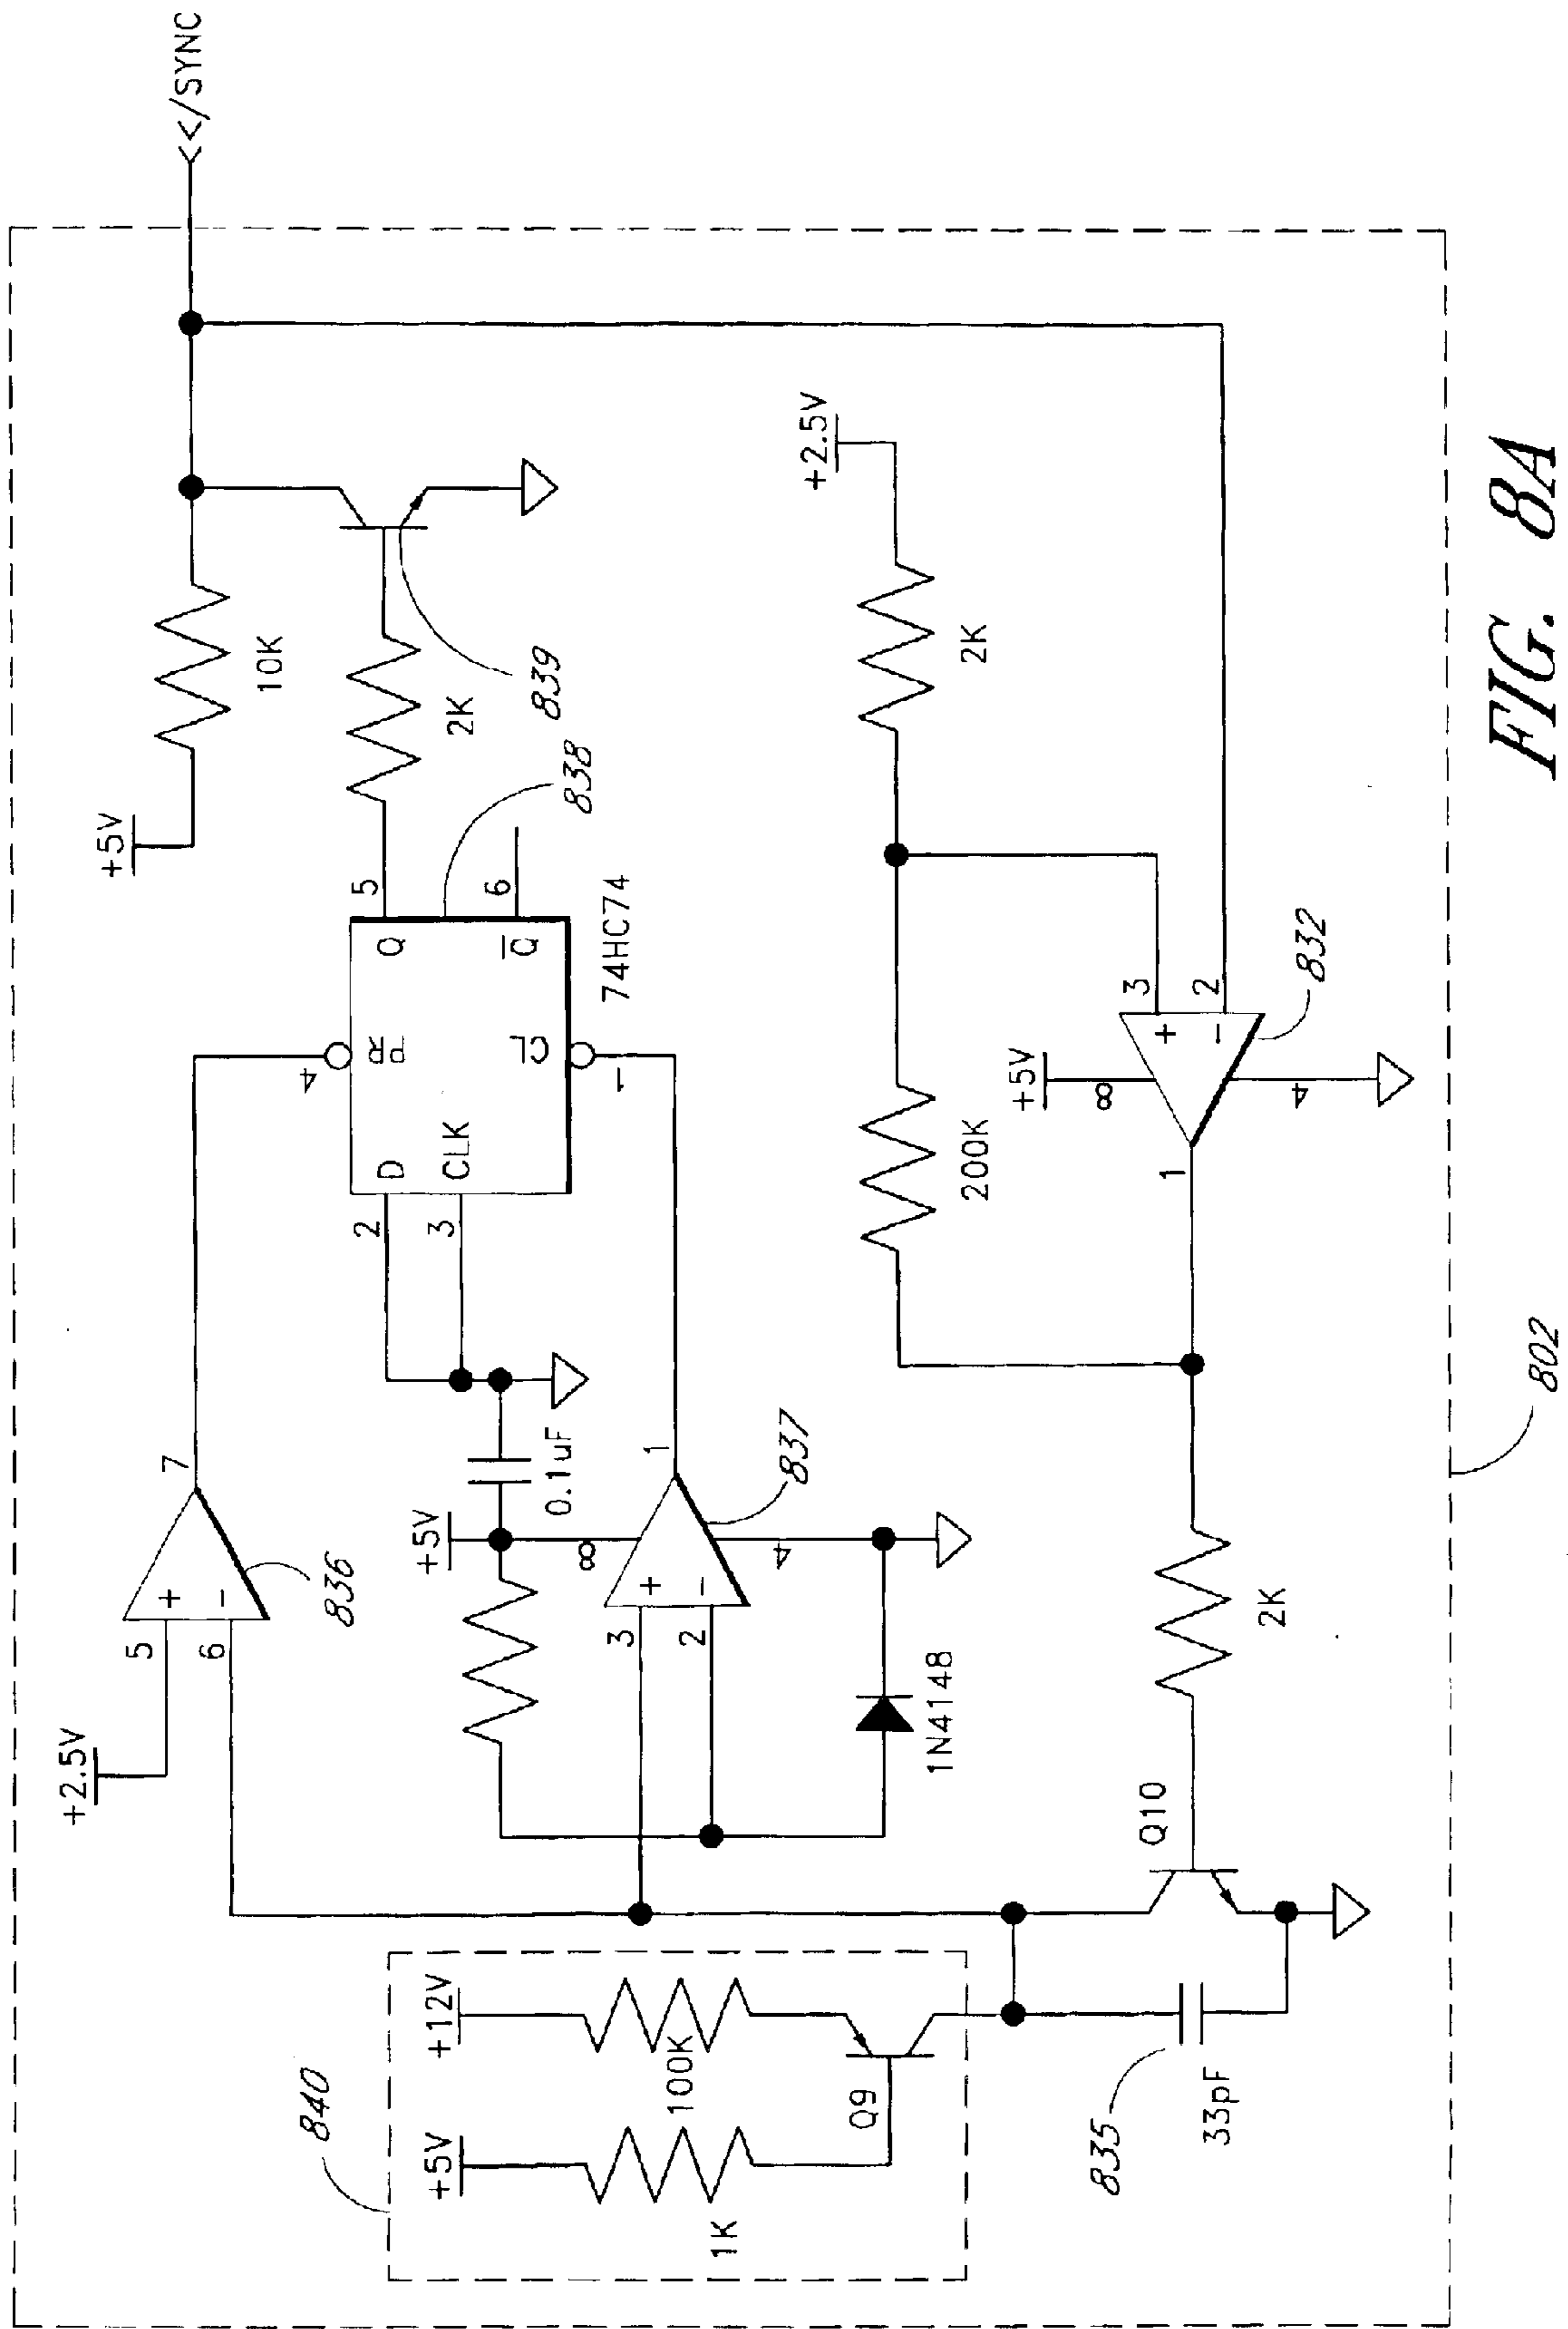 </SYNC
+5V
10K
2K
839
838
5
6
Q
Q
PR
CL
D
CLK
4
1
2
3
74HC74
+2.5V
5
6
+
-
7
836
+5V
0.1uF
8
3
2
+
-
1
4
837
1N4148
+2.5V
2K
200K
+5V
8
3
2
+
-
1
4
832
2K
Q10
840
+12V
+5V
100K
1K
Q9
835
33pF
802
FIG. 8A